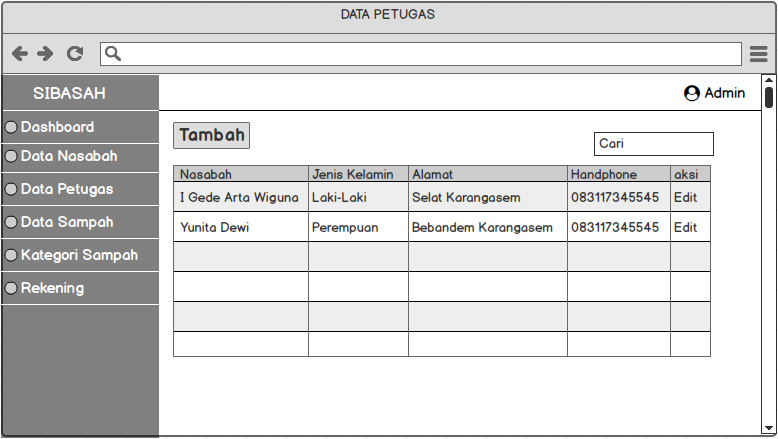 DATA PETUGAS
SIBASAH
Admin
Dashboard
Data Nasabah
Data Petugas
Data Sampah
Kategori Sampah
Rekening
Tambah
Cari
Nasabah Jenis Kelamin Alamat Handphone aksi
I Gede Arta Wiguna Laki-Laki Selat Karangasem 083117345545 Edit
Yunita Dewi Perempuan Bebandem Karangasem 083117345545 Edit